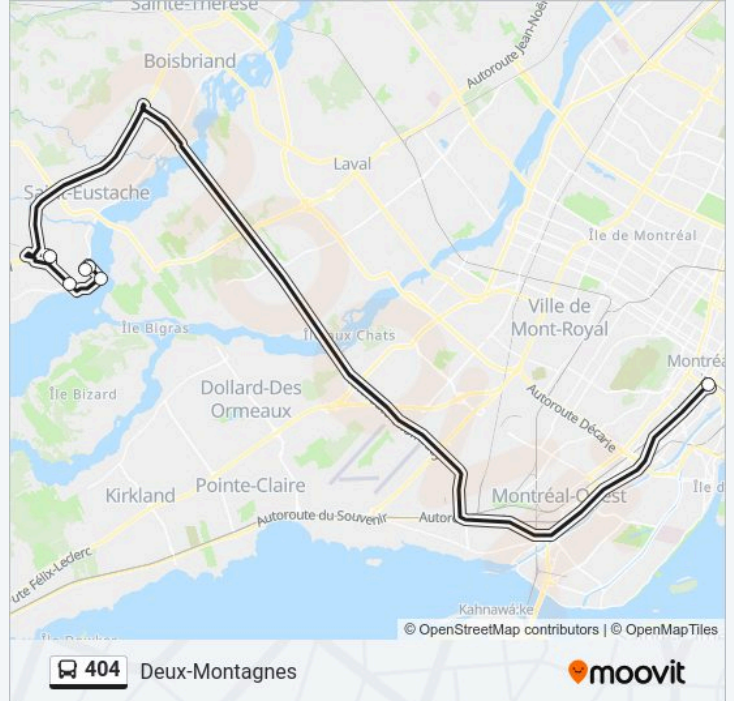 Sainte-Thérèse
Boisbriand
Autoroute Jean-Noël
Laval
Saint-Eustache
Île de Montréal
Ville de
Mont-Royal
Île Bigras
Île aux Chats
Montréa
Île Bizard
Dollard-Des
Ormeaux
Autoroute Décarie
Kirkland
Pointe-Claire
Montréal-Ouest
Île d
Autoroute du Souvenir
Autor
ute Félix-Leclerc
Kahnawá:ke
© OpenStreetMap contributors | © OpenMapTiles
404 Deux-Montagnes
moovit